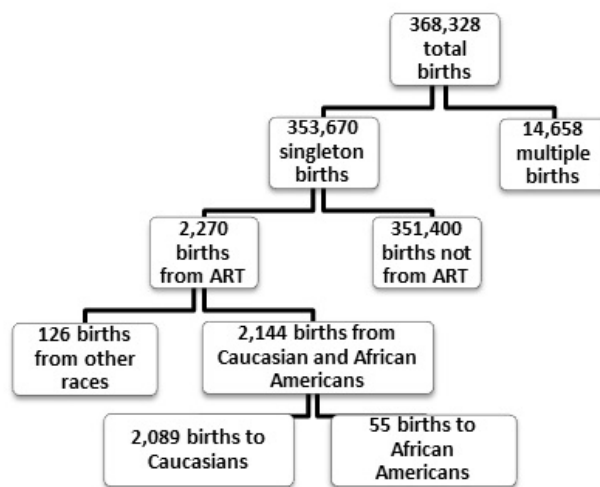 368,328
total
births
353,670
singleton
births
14,658
multiple
births
2,270
births
from ART
351,400
births not
from ART
126 births
from other
races
2,144 births from
Caucasian and African
Americans
2,089 births to
Caucasians
55 births to
African
Americans